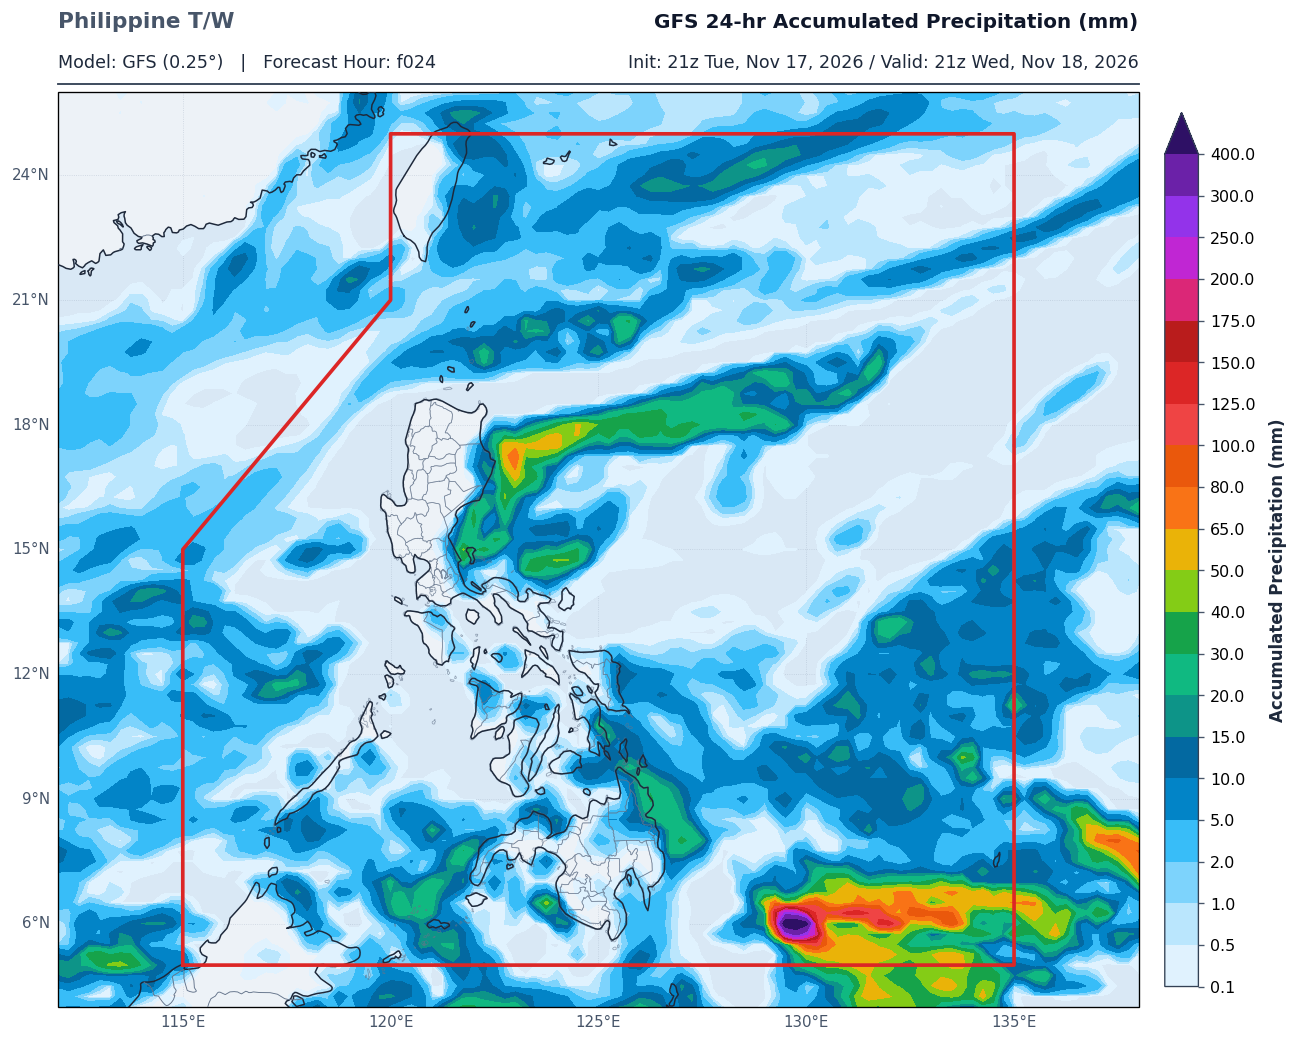 Philippine T/W
GFS 24-hr Accumulated Precipitation (mm)
Model: GFS (0.25°) | Forecast Hour: f024
Init: 21z Tue, Nov 17, 2026 / Valid: 21z Wed, Nov 18, 2026
24°N
21°N
18°N
15°N
12°N
9°N
6°N
115°E
120°E
125°E
130°E
135°E
400.0
300.0
250.0
200.0
175.0
150.0
125.0
100.0
80.0
65.0
50.0
40.0
30.0
20.0
15.0
10.0
5.0
2.0
1.0
0.5
0.1
Accumulated Precipitation (mm)